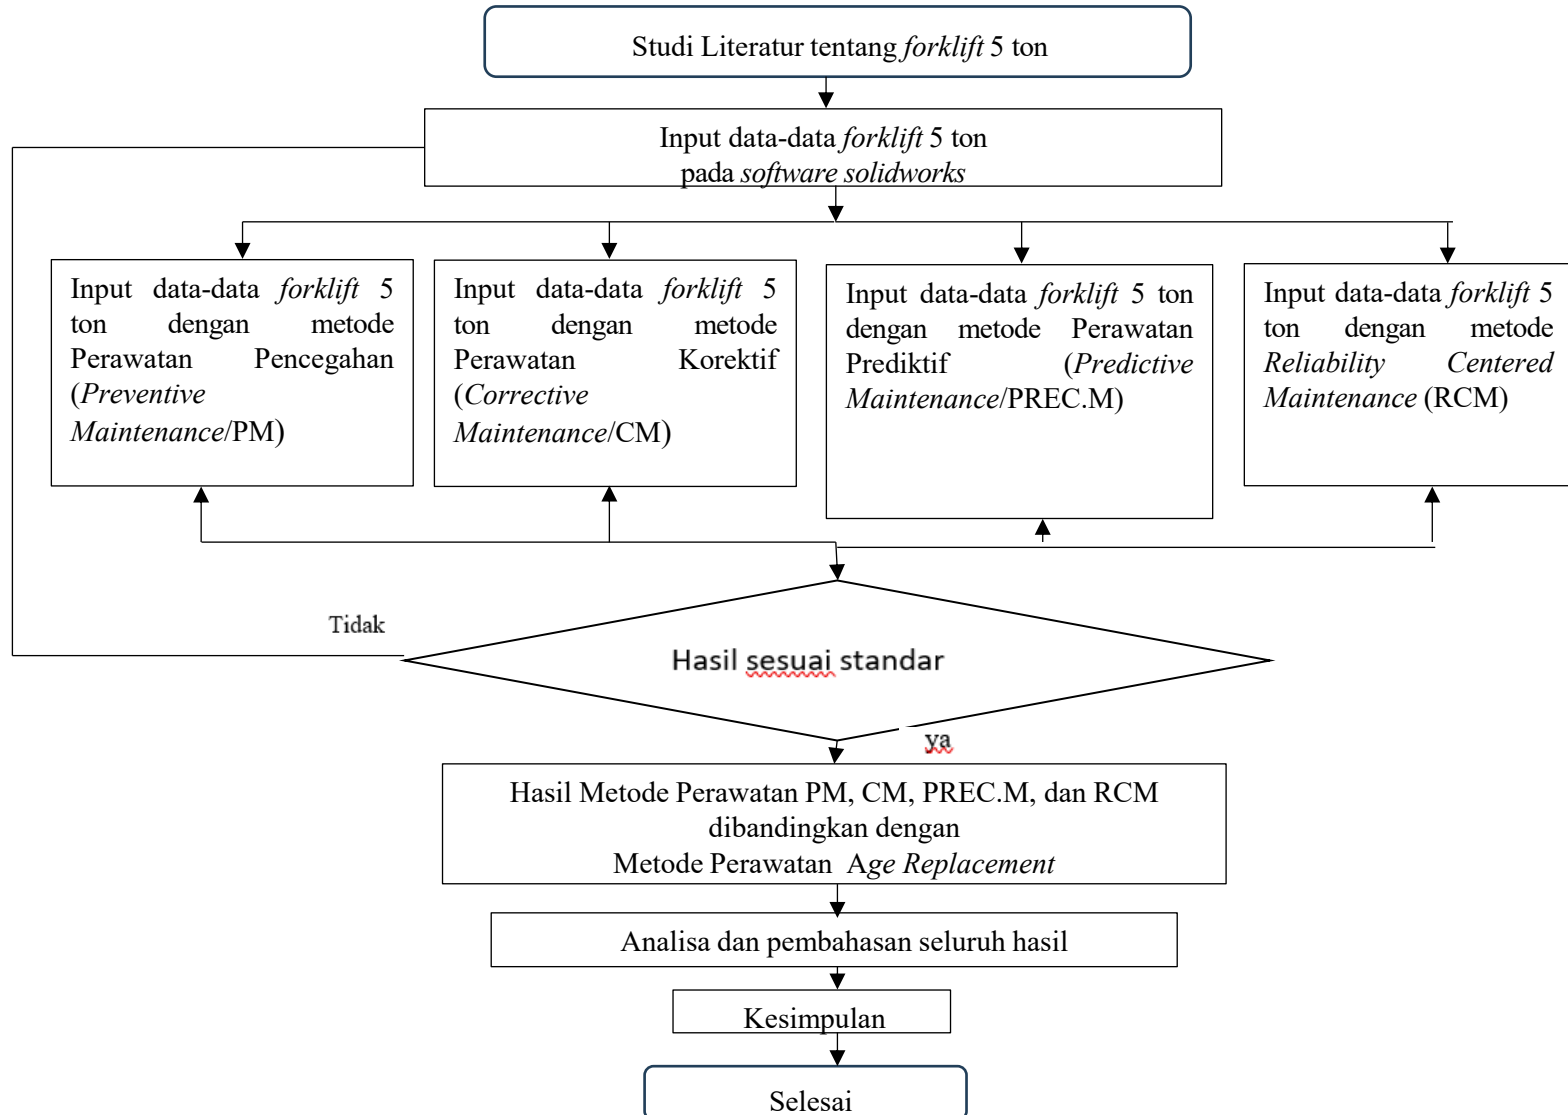 Studi Literatur tentang forklift 5 ton
Input data-data forklift 5 ton
pada software solidworks
Input data-data forklift 5
ton dengan metode
Perawatan Pencegahan
(Preventive
Maintenance/PM)
Input data-data forklift 5
ton dengan metode
Perawatan Korektif
(Corrective
Maintenance/CM)
Input data-data forklift 5 ton
dengan metode Perawatan
Prediktif (Predictive
Maintenance/PREC.M)
Input data-data forklift 5
ton dengan metode
Reliability Centered
Maintenance (RCM)
Tidak
Hasil sesuai standar
ya
Hasil Metode Perawatan PM, CM, PREC.M, dan RCM
dibandingkan dengan
Metode Perawatan Age Replacement
Analisa dan pembahasan seluruh hasil
Kesimpulan
Selesai